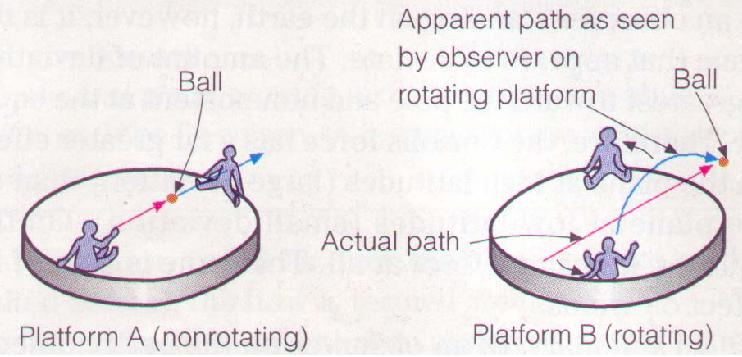 Apparent path as seen
by observer on
rotating platform
Ball
Ball
Actual path
Platform A (nonrotating)
Platform B (rotating)